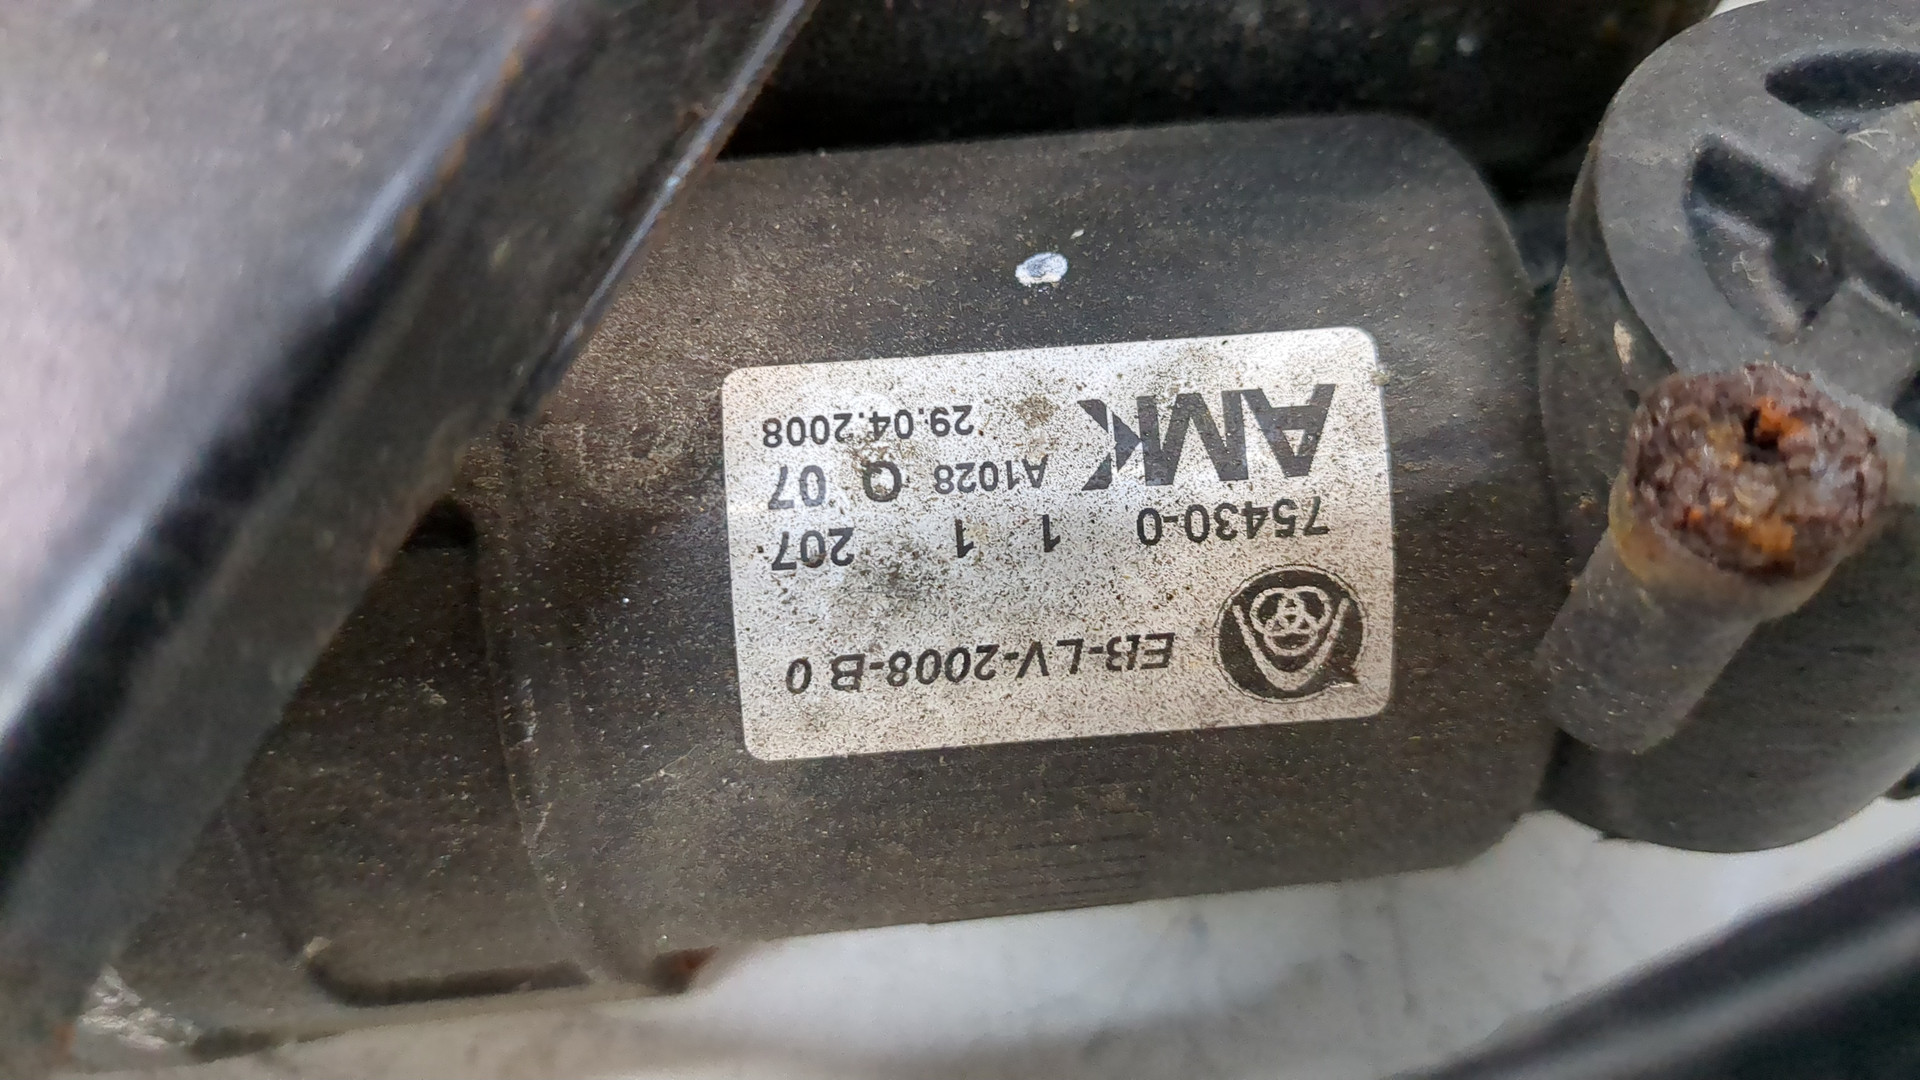 EB-LV-2008-B 0
75430-0 1 1 207
AMK A1028 Q 07
29.04.2008